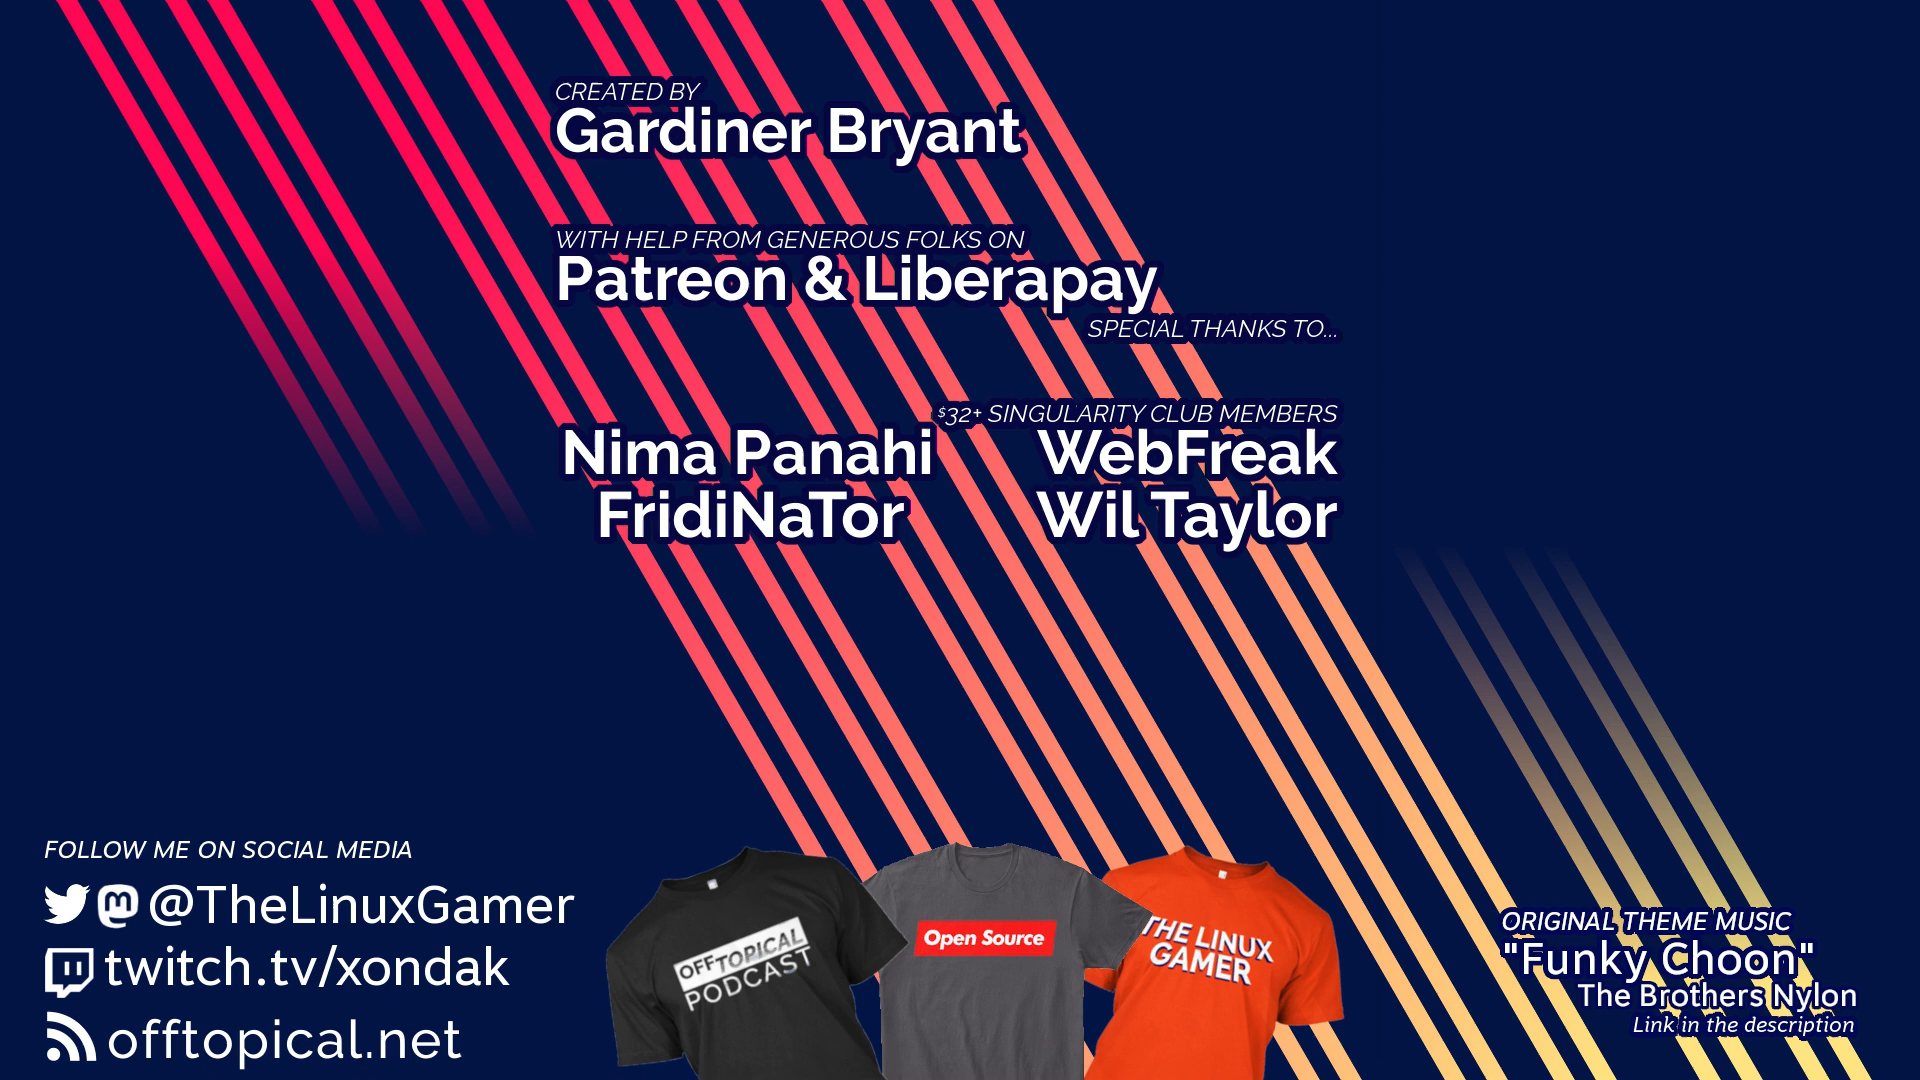 CREATED BY
Gardiner Bryant
WITH HELP FROM GENEROUS FOLKS ON
Patreon & Liberapay
SPECIAL THANKS TO...
$32+ SINGULARITY CLUB MEMBERS
Nima Panahi WebFreak
FridiNaTor Wil Taylor
FOLLOW ME ON SOCIAL MEDIA
@TheLinuxGamer
twitch.tv/xondak
offtopical.net
OFFTOPICAL
PODCAST
Open Source
THE LINUX
GAMER
ORIGINAL THEME MUSIC
"Funky Choon"
The Brothers Nylon
Link in the description